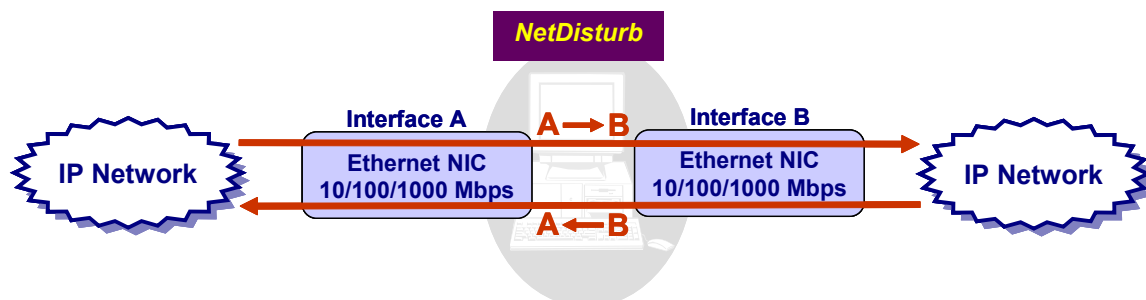 NetDisturb
Interface A
A B
Interface B
IP Network
Ethernet NIC
10/100/1000 Mbps
Ethernet NIC
10/100/1000 Mbps
IP Network
A B